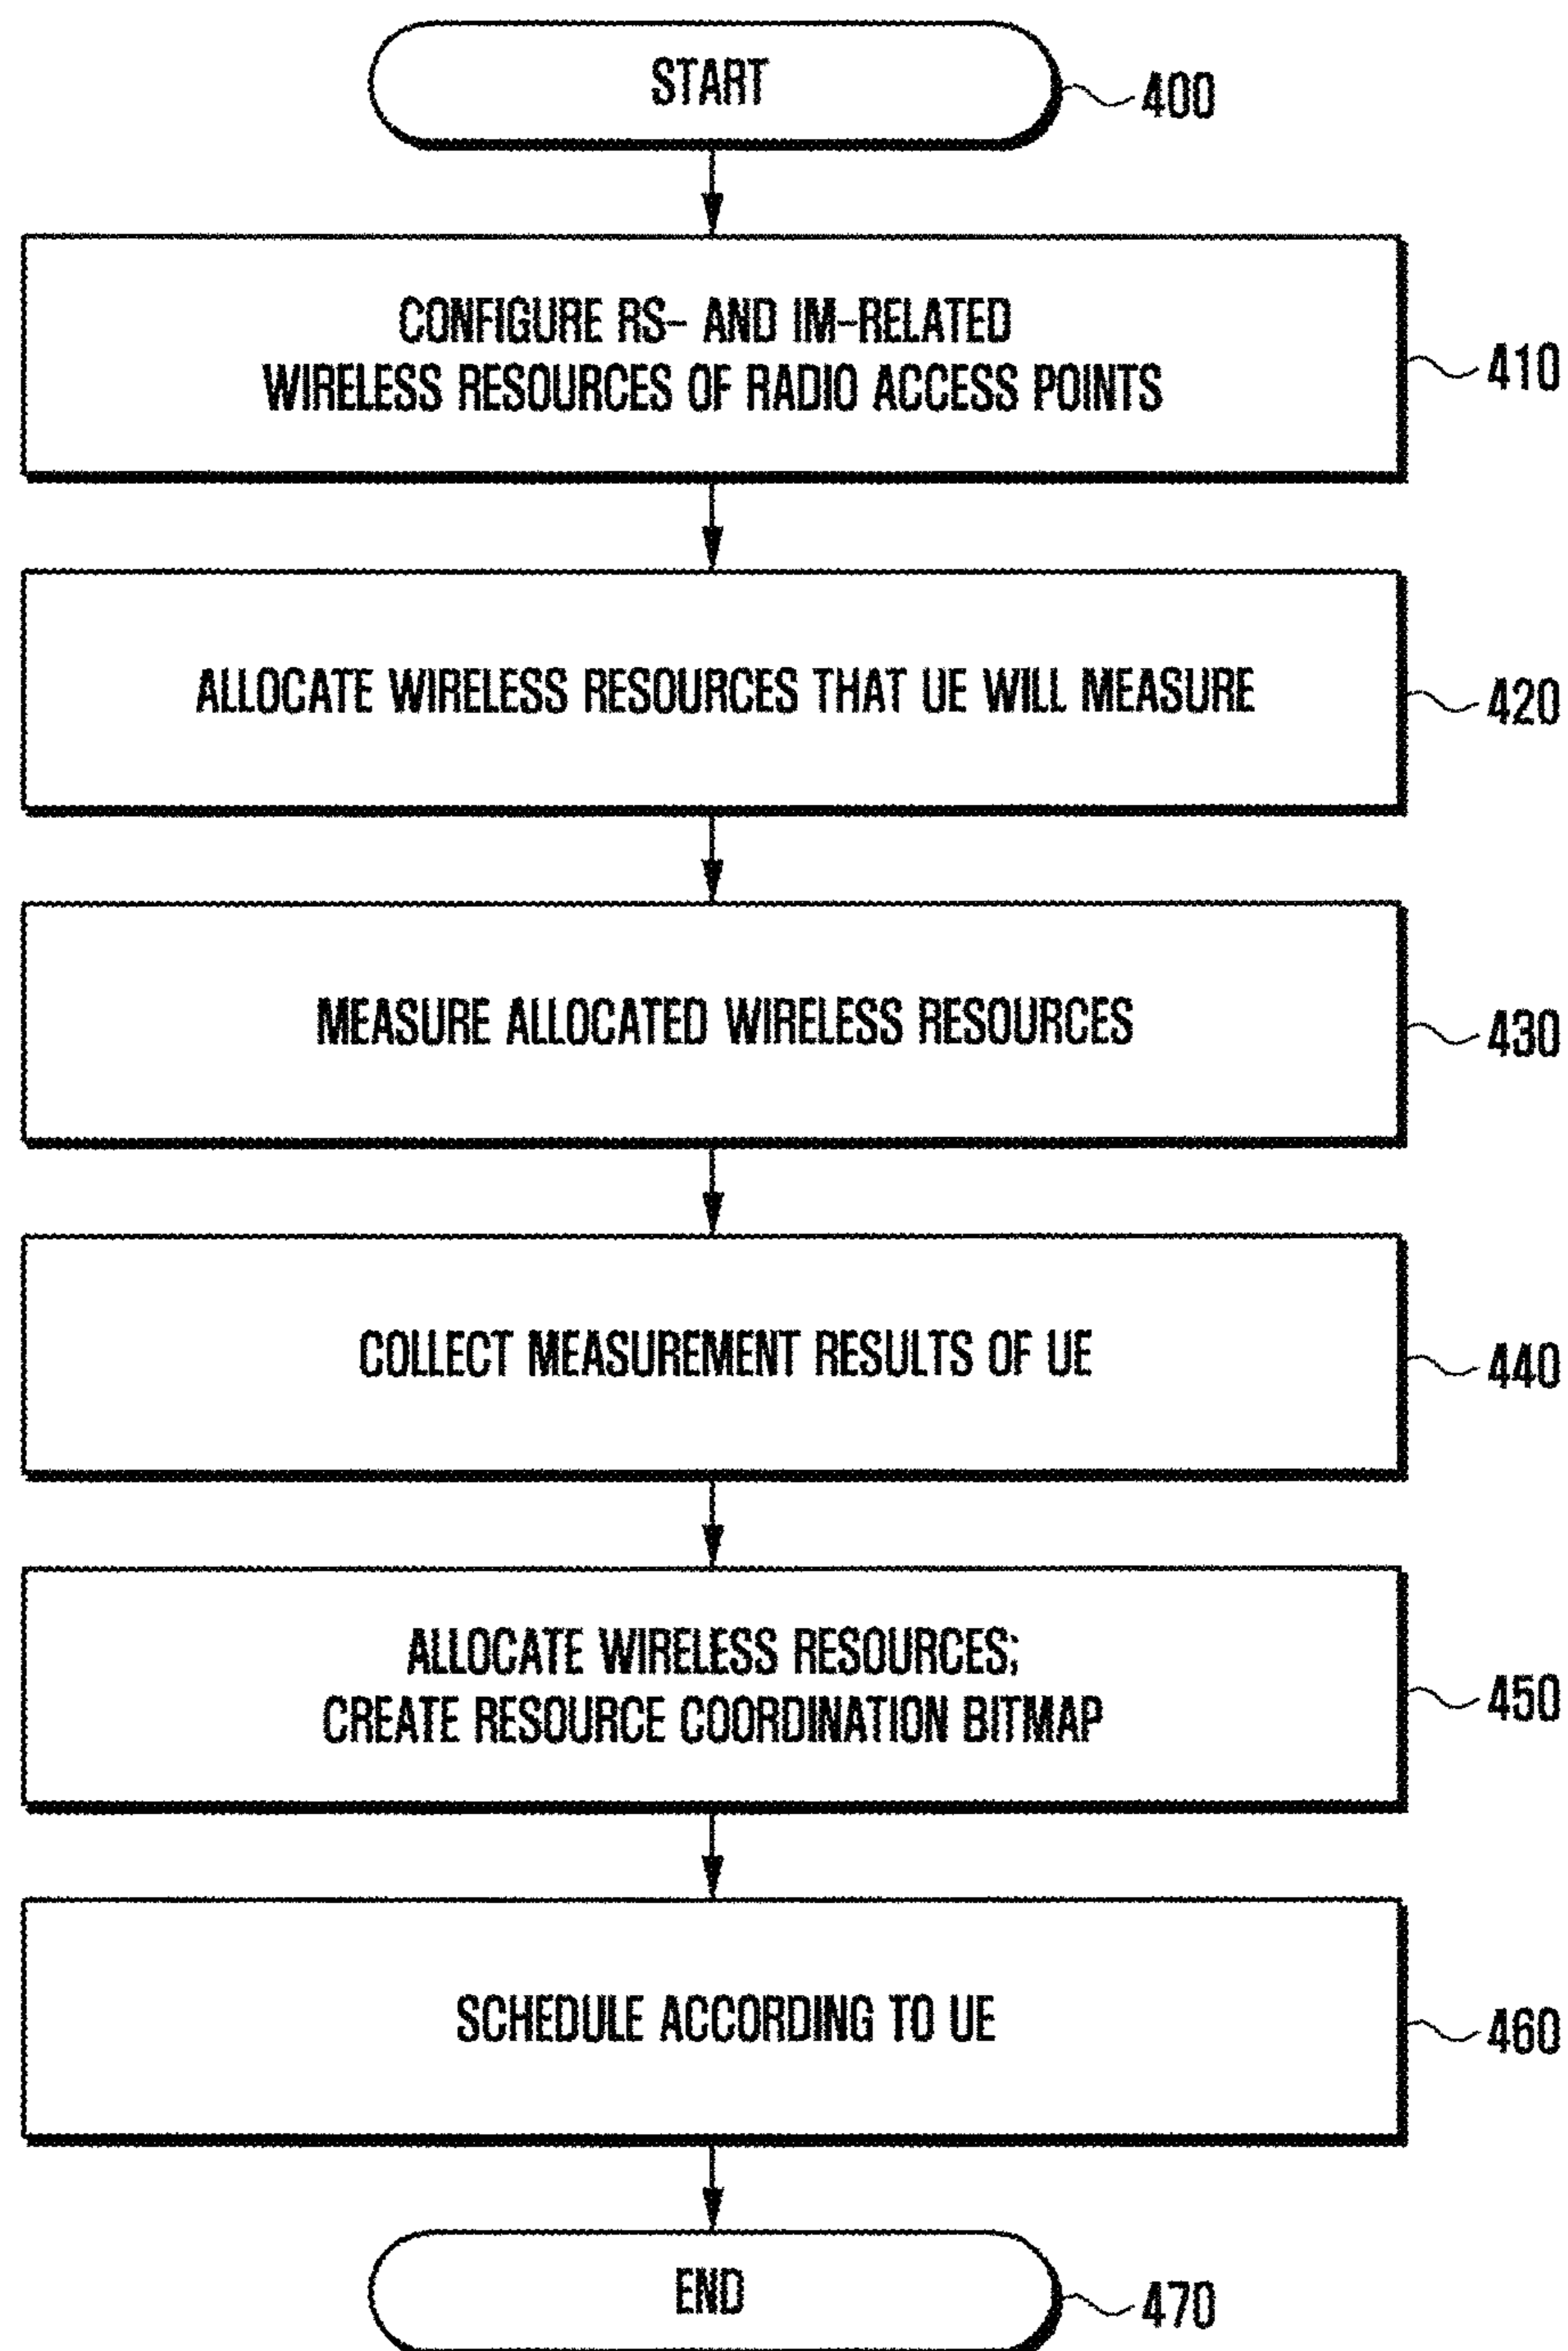 START
400
CONFIGURE RS- AND IM-RELATED
WIRELESS RESOURCES OF RADIO ACCESS POINTS
410
ALLOCATE WIRELESS RESOURCES THAT UE WILL MEASURE
420
MEASURE ALLOCATED WIRELESS RESOURCES
430
COLLECT MEASUREMENT RESULTS OF UE
440
ALLOCATE WIRELESS RESOURCES;
CREATE RESOURCE COORDINATION BITMAP
450
SCHEDULE ACCORDING TO UE
460
END
470